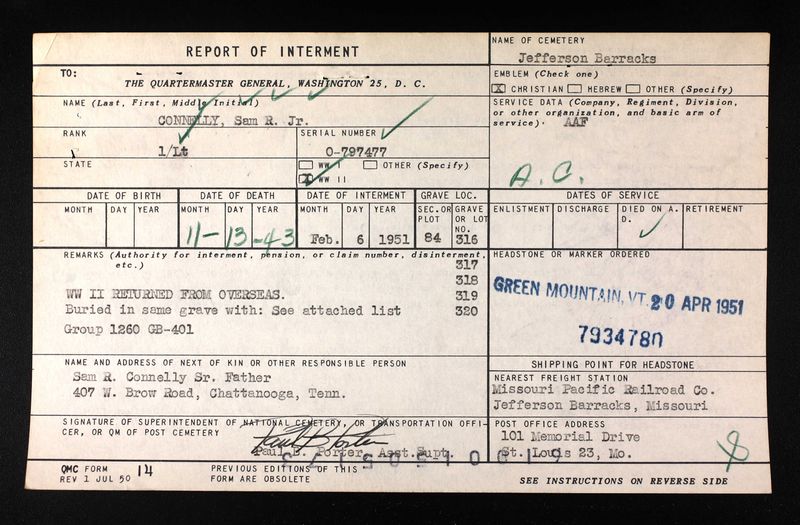 REPORT OF INTERMENT
TO:
THE QUARTERMASTER GENERAL, WASHINGTON 25, D. C.
NAME (Last, First, Middle Initial)
CONNELLY, Sam R. Jr.
RANK
1/Lt
SERIAL NUMBER
O-797477
STATE
WW I OTHER (Specify)
X WW II
NAME OF CEMETERY
Jefferson Barracks
EMBLEM (Check one)
X CHRISTIAN HEBREW OTHER (Specify)
SERVICE DATA (Company, Regiment, Division, or other organization, and basic arm of service).
AAF
A.C.
DATE OF BIRTH
MONTH DAY YEAR
DATE OF DEATH
MONTH DAY YEAR
11-13-43
DATE OF INTERMENT
MONTH DAY YEAR
Feb. 6 1951
GRAVE LOC.
SEC. OR PLOT
GRAVE OR LOT NO.
84 316
317
318
319
320
DATES OF SERVICE
ENLISTMENT DISCHARGE DIED ON A. D. RETIREMENT
REMARKS (Authority for interment, pension, or claim number, disinterment, etc.)
WW II RETURNED FROM OVERSEAS.
Buried in same grave with: See attached list
Group 1260 GB-401
HEADSTONE OR MARKER ORDERED
GREEN MOUNTAIN, VT. 20 APR 1951
7934780
NAME AND ADDRESS OF NEXT OF KIN OR OTHER RESPONSIBLE PERSON
Sam R. Connelly Sr. Father
407 W. Brow Road, Chattanooga, Tenn.
SHIPPING POINT FOR HEADSTONE
NEAREST FREIGHT STATION
Missouri Pacific Railroad Co.
Jefferson Barracks, Missouri
SIGNATURE OF SUPERINTENDENT OF NATIONAL CEMETERY, OR TRANSPORTATION OFFI-
CER, OR QM OF POST CEMETERY
Paul B. Porter
Paul B. Porter, Asst. Supt.
POST OFFICE ADDRESS
101 Memorial Drive
St. Louis 23, Mo.
QMC FORM
REV 1 JUL 50
14
PREVIOUS EDITIONS OF THIS
FORM ARE OBSOLETE
SEE INSTRUCTIONS ON REVERSE SIDE